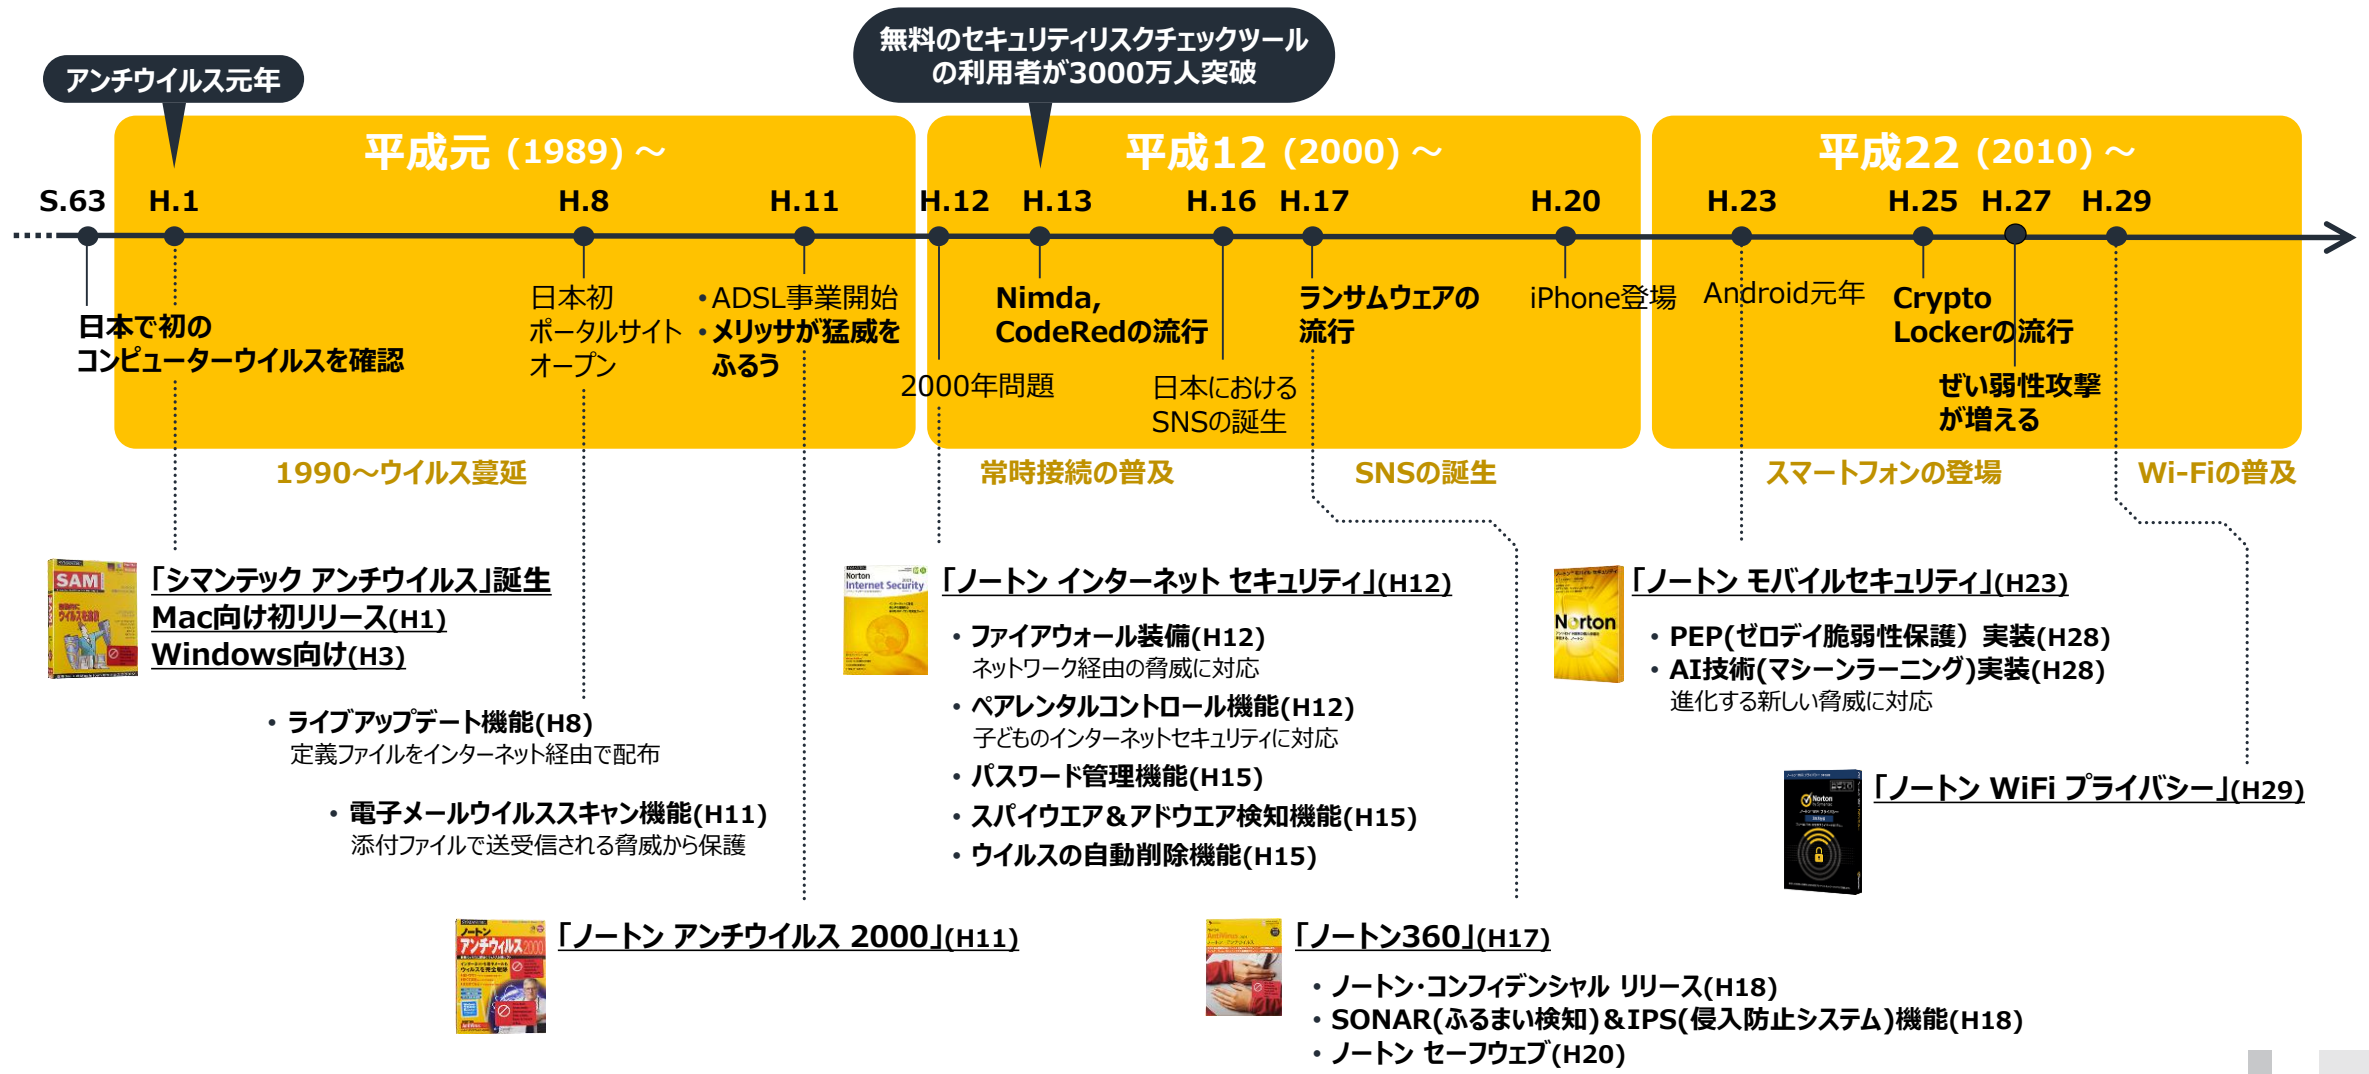 アンチウイルス元年
無料のセキュリティリスクチェックツール
の利用者が3000万人突破
平成元 (1989) ～
平成12 (2000) ～
平成22 (2010) ～
S.63
H.1
H.8
H.11
H.12
H.13
H.16
H.17
H.20
H.23
H.25
H.27
H.29
日本で初の
コンピューターウイルスを確認
日本初
ポータルサイト
オープン
・ADSL事業開始
・メリッサが猛威を
ふるう
2000年問題
Nimda,
CodeRedの流行
日本における
SNSの誕生
ランサムウェアの
流行
iPhone登場
Android元年
Crypto
Lockerの流行
ぜい弱性攻撃
が増える
1990～ウイルス蔓延
常時接続の普及
SNSの誕生
スマートフォンの登場
Wi-Fiの普及
SAM
「シマンテック アンチウイルス」誕生
Mac向け初リリース(H1)
Windows向け(H3)
・ライブアップデート機能(H8)
定義ファイルをインターネット経由で配布
・電子メールウイルススキャン機能(H11)
添付ファイルで送受信される脅威から保護
ノートン
アンチウイルス2000
「ノートン アンチウイルス 2000」(H11)
Norton
Internet Security
「ノートン インターネット セキュリティ」(H12)
・ファイアウォール装備(H12)
ネットワーク経由の脅威に対応
・ペアレンタルコントロール機能(H12)
子どものインターネットセキュリティに対応
・パスワード管理機能(H15)
・スパイウエア＆アドウエア検知機能(H15)
・ウイルスの自動削除機能(H15)
「ノートン360」(H17)
・ノートン・コンフィデンシャル リリース(H18)
・SONAR(ふるまい検知)＆IPS(侵入防止システム)機能(H18)
・ノートン セーフウェブ(H20)
Norton
「ノートン モバイルセキュリティ」(H23)
・PEP(ゼロデイ脆弱性保護）実装(H28)
・AI技術(マシーンラーニング)実装(H28)
進化する新しい脅威に対応
Norton
「ノートン WiFi プライバシー」(H29)